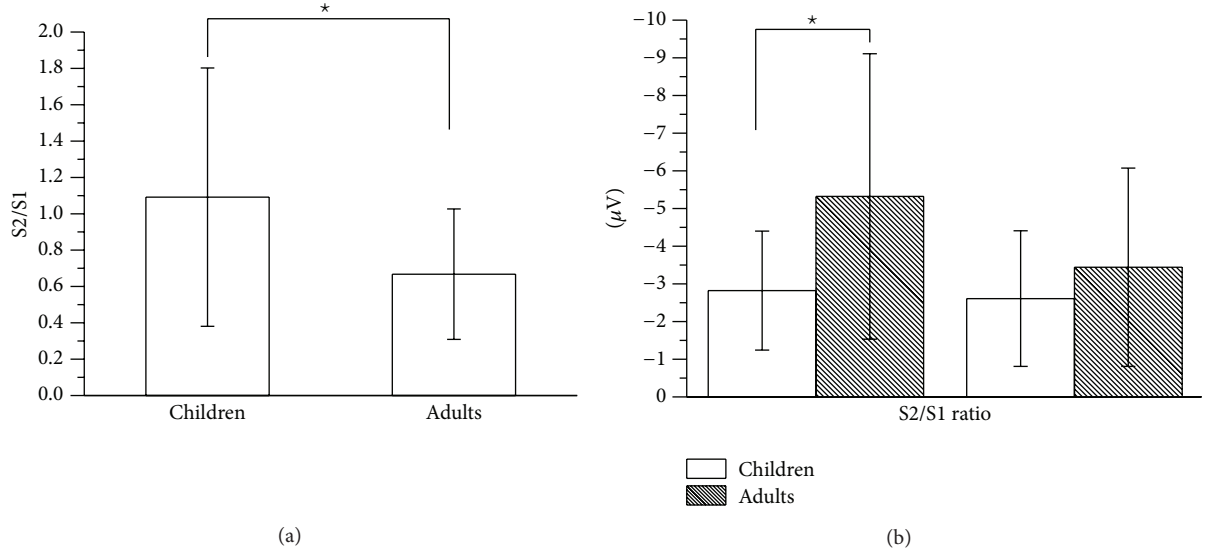 *
2.0
1.8
1.6
1.4
1.2
1.0
0.8
0.6
0.4
0.2
0.0
S2/S1
Children
Adults
(a)
*
−10
−9
−8
−7
−6
−5
−4
−3
−2
−1
0
(μV)
S2/S1 ratio
Children
Adults
(b)